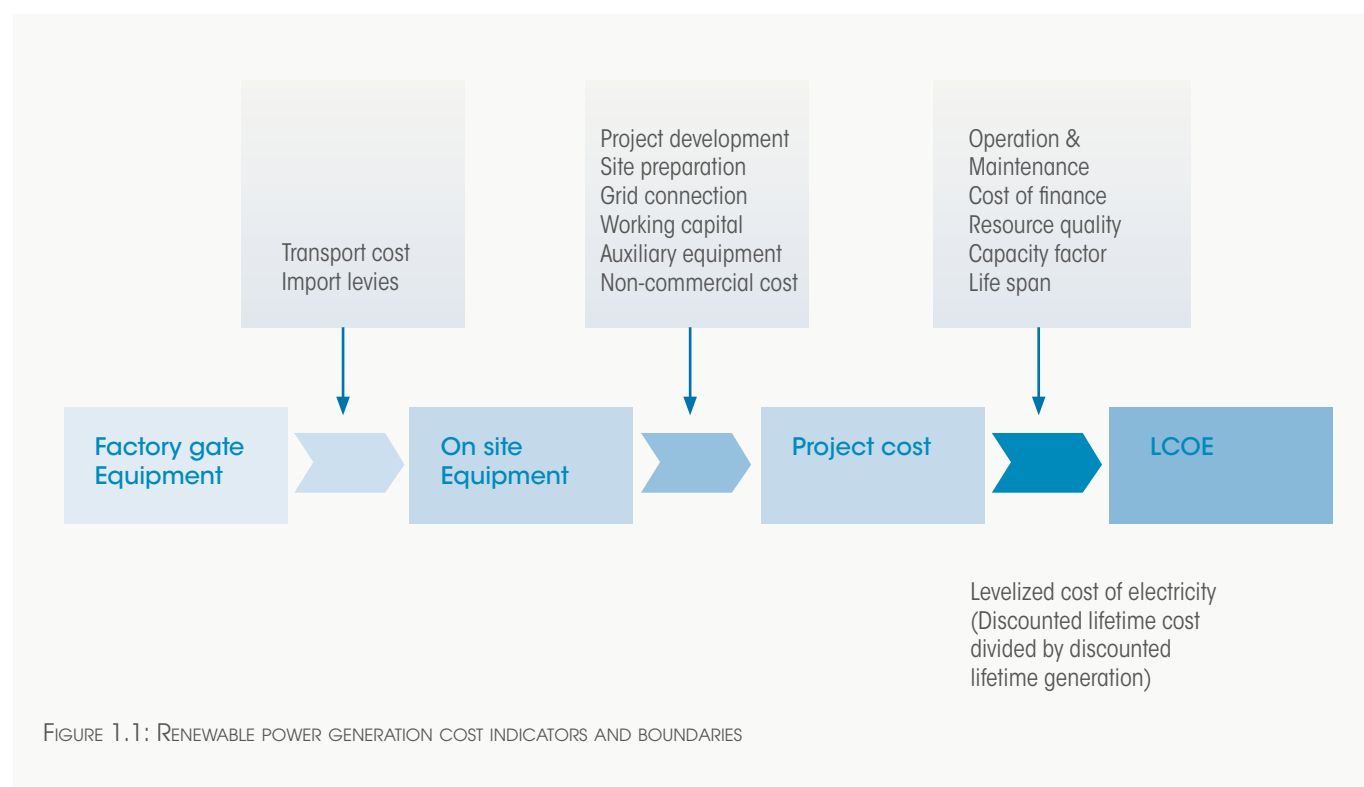 Transport cost
Import levies
Project development
Site preparation
Grid connection
Working capital
Auxiliary equipment
Non-commercial cost
Operation &
Maintenance
Cost of finance
Resource quality
Capacity factor
Life span
Factory gate
Equipment
On site
Equipment
Project cost
LCOE
Levelized cost of electricity
(Discounted lifetime cost
divided by discounted
lifetime generation)
Figure 1.1: Renewable power generation cost indicators and boundaries